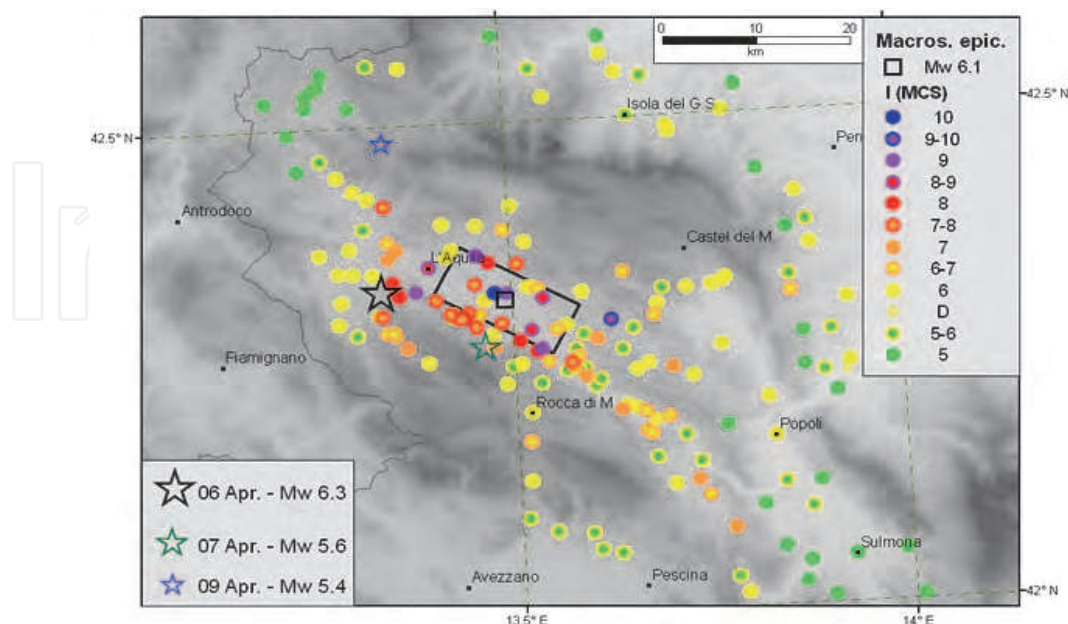 0 10 20
km
Macros. epic.
Mw 6.1
I (MCS)
10
9-10
9
8-9
8
7-8
7
6-7
6
D
5-6
5
42.5° N
42.5° N
Isola del G.S.
Pen
Antrodoco
Castel del M.
L'Aquila
Fiamignano
Rocca di M.
Popoli
Sulmona
Avezzano
Pescina
06 Apr. - Mw 6.3
07 Apr. - Mw 5.6
09 Apr. - Mw 5.4
42° N
13.5° E
14° E
In